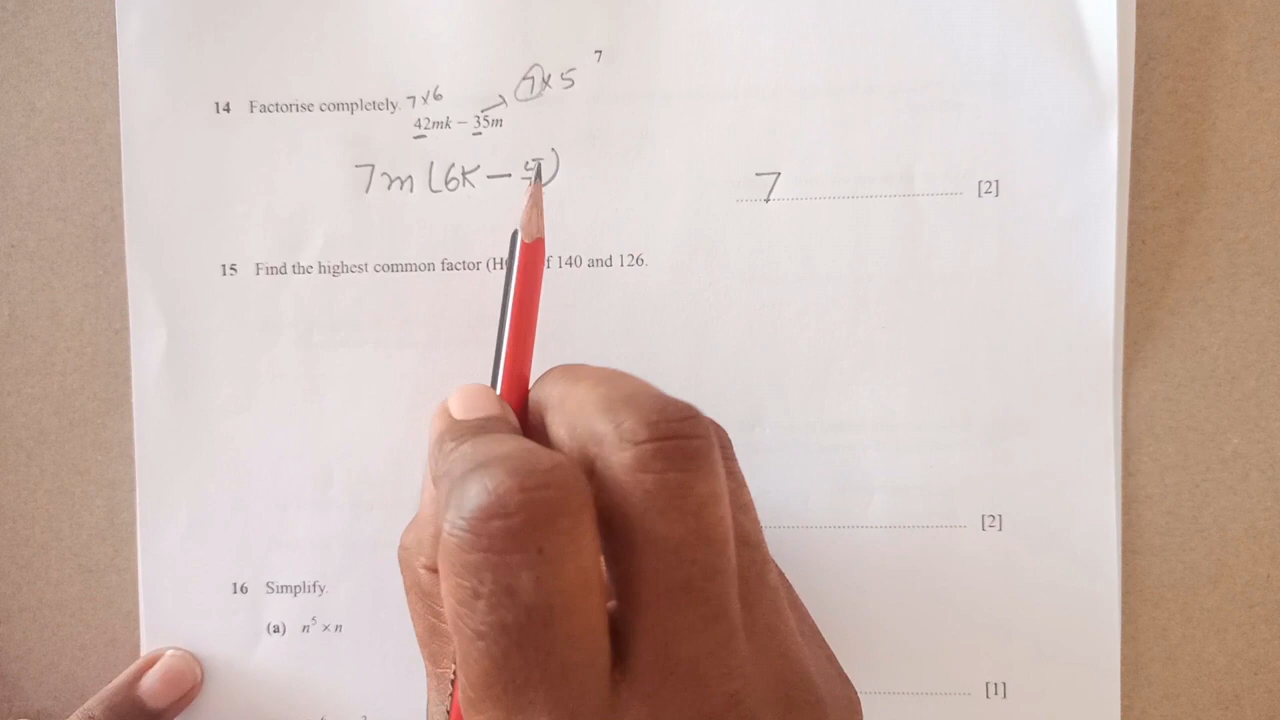 7
7 × 5
14 Factorise completely. 7 × 6
42mk − 35m
7m (6K −
7 [2]
15 Find the highest common factor f 140 and 126.
[2]
16 Simplify.
(a) n⁵ × n
[1]